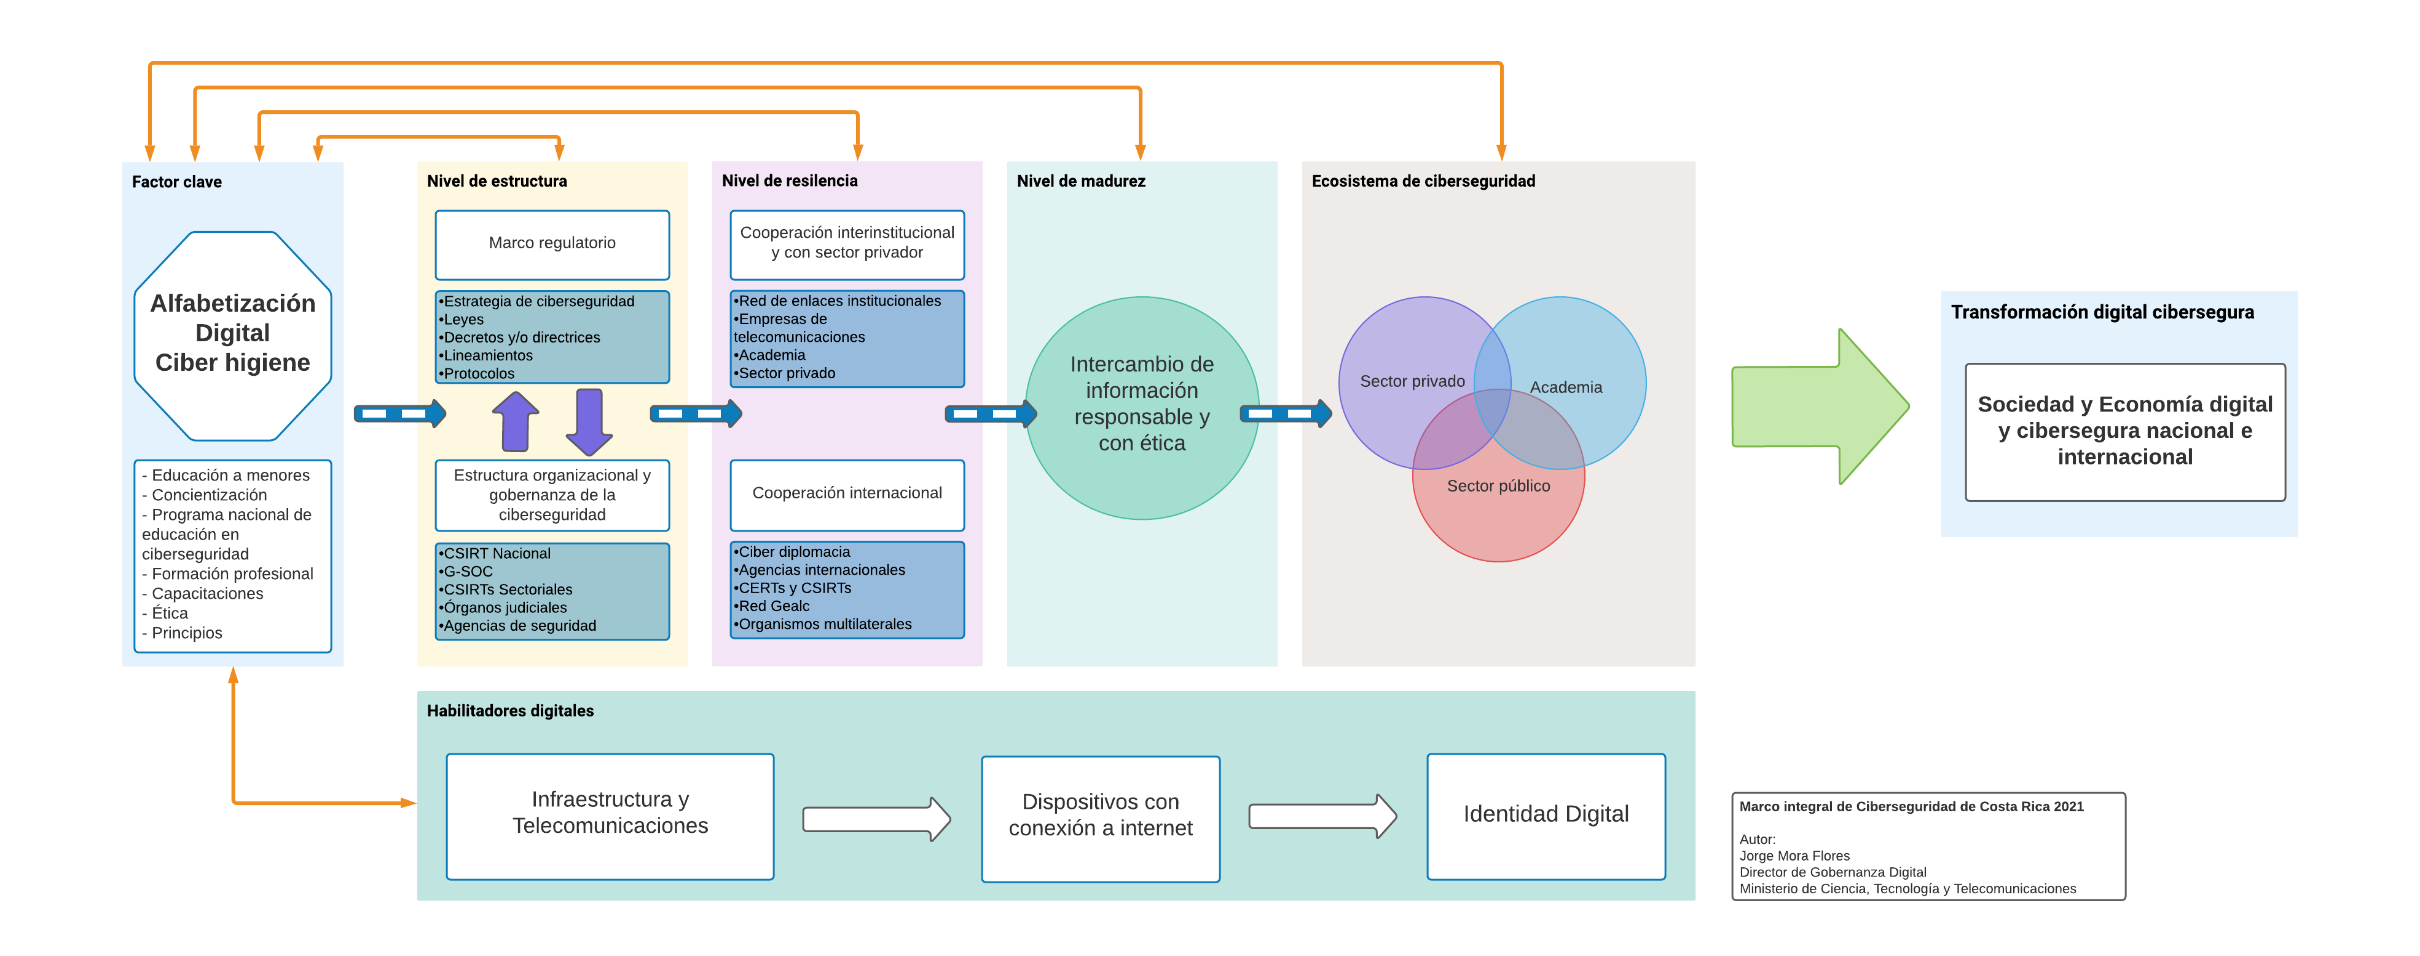 Factor clave
Alfabetización
Digital
Ciber higiene
- Educación a menores
- Concientización
- Programa nacional de
educación en
ciberseguridad
- Formación profesional
- Capacitaciones
- Ética
- Principios
Nivel de estructura
Marco regulatorio
•Estrategia de ciberseguridad
•Leyes
•Decretos y/o directrices
•Lineamientos
•Protocolos
Estructura organizacional y
gobernanza de la
ciberseguridad
•CSIRT Nacional
•G-SOC
•CSIRTs Sectoriales
•Órganos judiciales
•Agencias de seguridad
Nivel de resilencia
Cooperación interinstitucional
y con sector privador
•Red de enlaces institucionales
•Empresas de
telecomunicaciones
•Academia
•Sector privado
Cooperación internacional
•Ciber diplomacia
•Agencias internacionales
•CERTs y CSIRTs
•Red Gealc
•Organismos multilaterales
Nivel de madurez
Intercambio de
información
responsable y
con ética
Ecosistema de ciberseguridad
Sector privado
Academia
Sector público
Transformación digital cibersegura
Sociedad y Economía digital
y cibersegura nacional e
internacional
Habilitadores digitales
Infraestructura y
Telecomunicaciones
Dispositivos con
conexión a internet
Identidad Digital
Marco integral de Ciberseguridad de Costa Rica 2021
Autor:
Jorge Mora Flores
Director de Gobernanza Digital
Ministerio de Ciencia, Tecnología y Telecomunicaciones